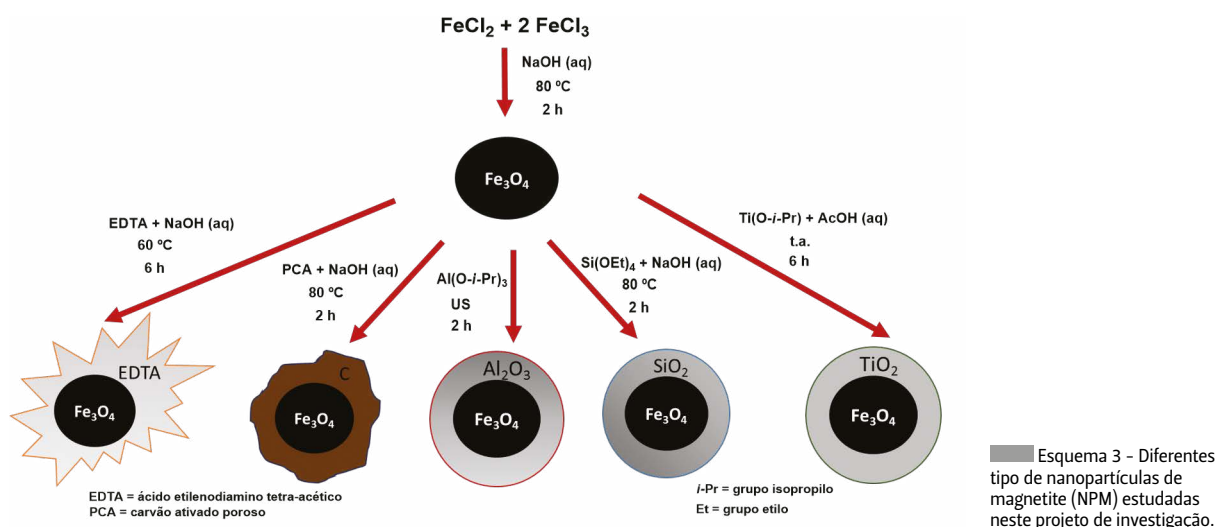 FeCl₂ + 2 FeCl₃
NaOH (aq)
80 ºC
2 h
Fe₃O₄
EDTA + NaOH (aq)
60 ºC
6 h
PCA + NaOH (aq)
80 ºC
2 h
Al(O-i-Pr)₃
US
2 h
Si(OEt)₄ + NaOH (aq)
80 ºC
2 h
Ti(O-i-Pr) + AcOH (aq)
t.a.
6 h
EDTA
Fe₃O₄
C
Fe₃O₄
Al₂O₃
Fe₃O₄
SiO₂
Fe₃O₄
TiO₂
Fe₃O₄
EDTA = ácido etilenodiamino tetra-acético
PCA = carvão ativado poroso
i-Pr = grupo isopropilo
Et = grupo etilo
Esquema 3 - Diferentes
tipo de nanopartículas de
magnetite (NPM) estudadas
neste projeto de investigação.